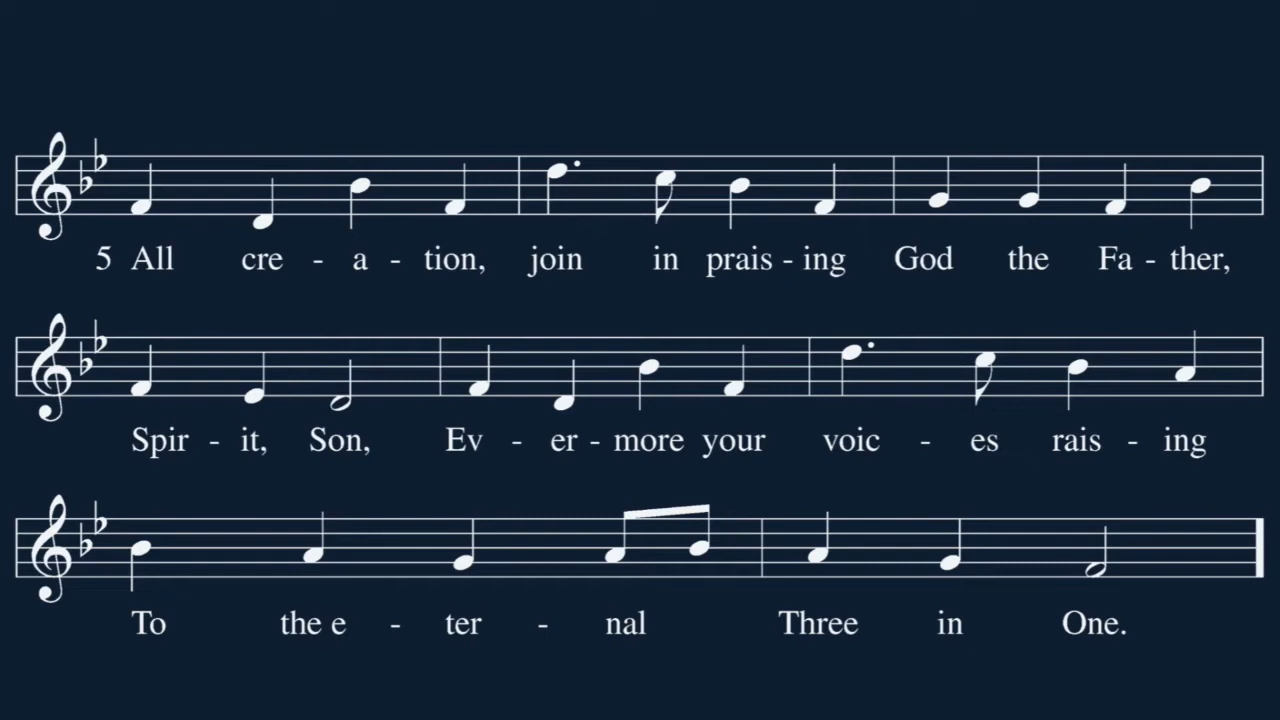 5 All cre - a - tion, join in prais - ing God the Fa - ther,
Spir - it, Son, Ev - er - more your voic - es rais - ing
To the e - ter - nal Three in One.